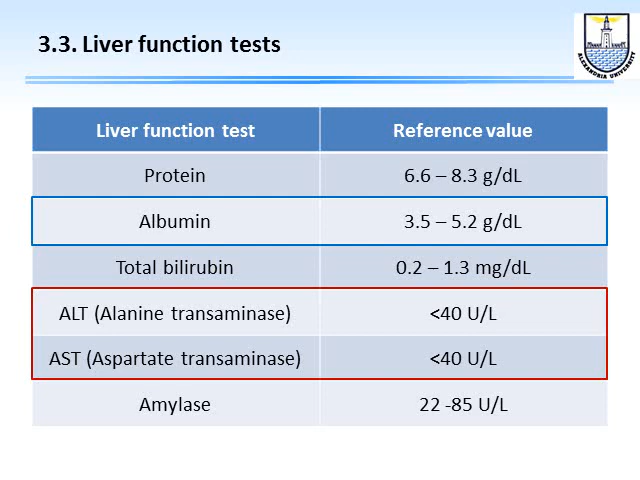 3.3. Liver function tests
ALEXANDRIA UNIVERSITY
Liver function test Reference value
Protein 6.6 – 8.3 g/dL
Albumin 3.5 – 5.2 g/dL
Total bilirubin 0.2 – 1.3 mg/dL
ALT (Alanine transaminase) <40 U/L
AST (Aspartate transaminase) <40 U/L
Amylase 22 -85 U/L